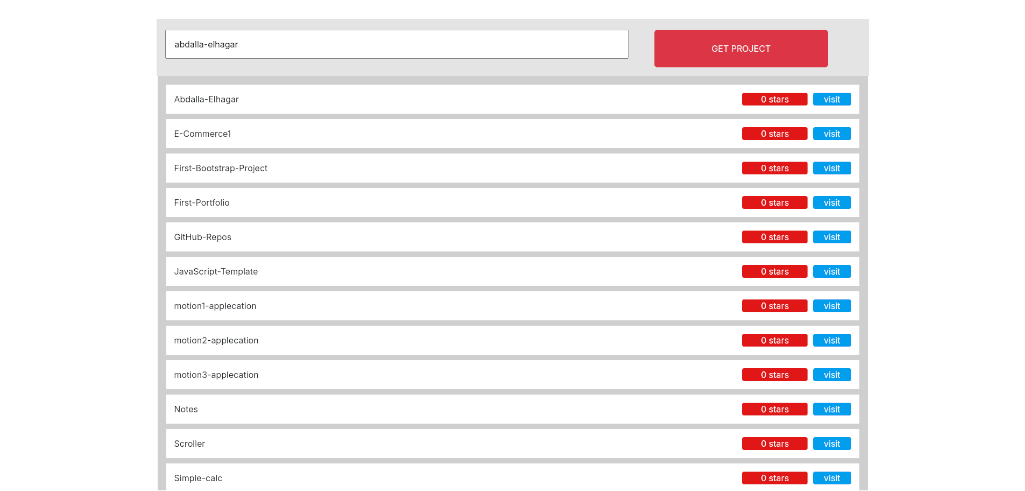 abdalla-elhagar GET PROJECT
Abdalla-Elhagar 0 stars visit
E-Commerce1 0 stars visit
First-Bootstrap-Project 0 stars visit
First-Portfolio 0 stars visit
GitHub-Repos 0 stars visit
JavaScript-Template 0 stars visit
motion1-applecation 0 stars visit
motion2-applecation 0 stars visit
motion3-applecation 0 stars visit
Notes 0 stars visit
Scroller 0 stars visit
Simple-calc 0 stars visit